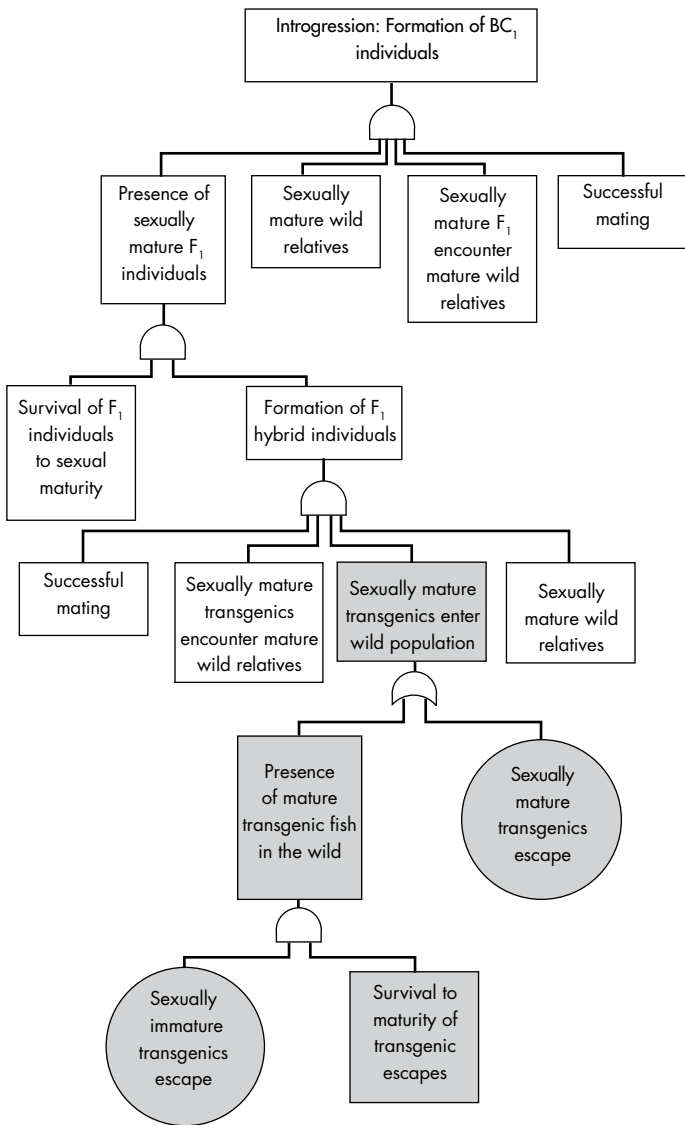 Introgression: Formation of BC₁
individuals
Presence of
sexually
mature F₁
individuals
Sexually
mature wild
relatives
Sexually
mature F₁
encounter
mature wild
relatives
Successful
mating
Survival of F₁
individuals
to sexual
maturity
Formation of F₁
hybrid individuals
Successful
mating
Sexually mature
transgenics
encounter mature
wild relatives
Sexually mature
transgenics enter
wild population
Sexually
mature wild
relatives
Presence
of mature
transgenic fish
in the wild
Sexually
mature
transgenics
escape
Sexually
immature
transgenics
escape
Survival to
maturity of
transgenic
escapes